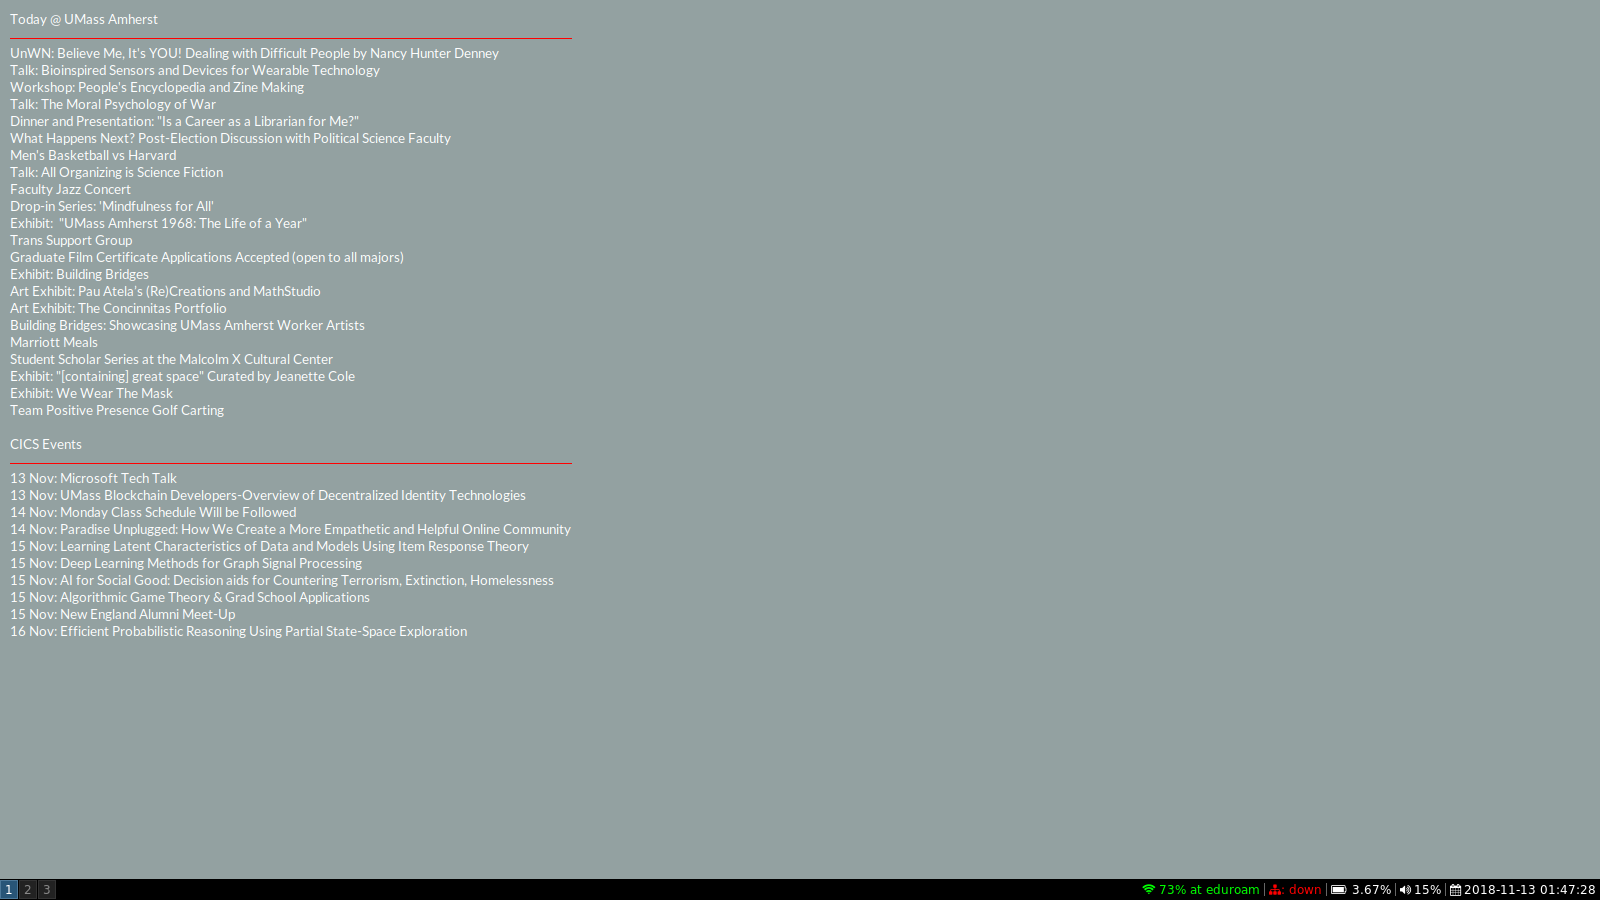 Today @ UMass Amherst
UnWN: Believe Me, It's YOU! Dealing with Difficult People by Nancy Hunter Denney
Talk: Bioinspired Sensors and Devices for Wearable Technology
Workshop: People's Encyclopedia and Zine Making
Talk: The Moral Psychology of War
Dinner and Presentation: "Is a Career as a Librarian for Me?"
What Happens Next? Post-Election Discussion with Political Science Faculty
Men's Basketball vs Harvard
Talk: All Organizing is Science Fiction
Faculty Jazz Concert
Drop-in Series: 'Mindfulness for All'
Exhibit:  "UMass Amherst 1968: The Life of a Year"
Trans Support Group
Graduate Film Certificate Applications Accepted (open to all majors)
Exhibit: Building Bridges
Art Exhibit: Pau Atela's (Re)Creations and MathStudio
Art Exhibit: The Concinnitas Portfolio
Building Bridges: Showcasing UMass Amherst Worker Artists
Marriott Meals
Student Scholar Series at the Malcolm X Cultural Center
Exhibit: "[containing] great space" Curated by Jeanette Cole
Exhibit: We Wear The Mask
Team Positive Presence Golf Carting
CICS Events
13 Nov: Microsoft Tech Talk
13 Nov: UMass Blockchain Developers-Overview of Decentralized Identity Technologies
14 Nov: Monday Class Schedule Will be Followed
14 Nov: Paradise Unplugged: How We Create a More Empathetic and Helpful Online Community
15 Nov: Learning Latent Characteristics of Data and Models Using Item Response Theory
15 Nov: Deep Learning Methods for Graph Signal Processing
15 Nov: AI for Social Good: Decision aids for Countering Terrorism, Extinction, Homelessness
15 Nov: Algorithmic Game Theory & Grad School Applications
15 Nov: New England Alumni Meet-Up
16 Nov: Efficient Probabilistic Reasoning Using Partial State-Space Exploration
1 2 3 73% at eduroam : down 3.67% 15% 2018-11-13 01:47:28